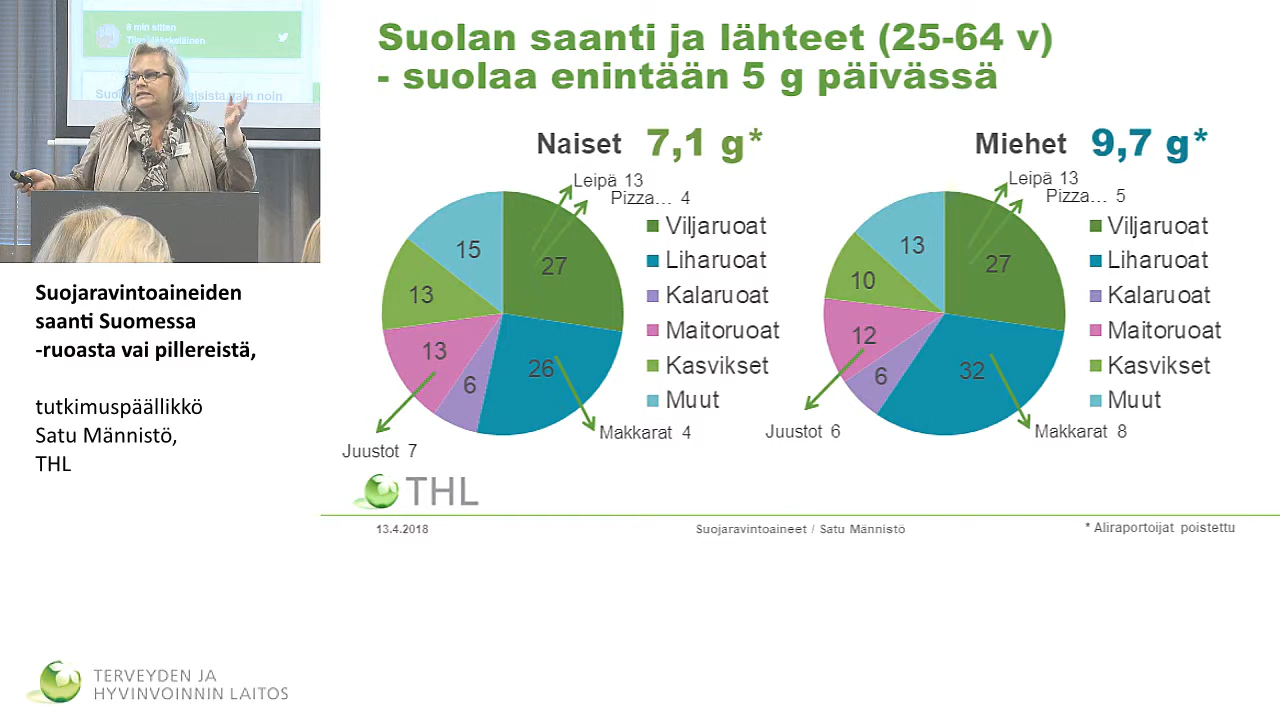 8 min sitten
Suolan saanti ja lähteet (25-64 v)
- suolaa enintään 5 g päivässä
Naiset 7,1 g*
Leipä 13
Pizza... 4
15
27
13
13
6
26
Juustot 7
Makkarat 4
Viljaruoat
Liharuoat
Kalaruoat
Maitoruoat
Kasvikset
Muut
Miehet 9,7 g*
Leipä 13
Pizza... 5
13
27
10
12
6
32
Juustot 6
Makkarat 8
Viljaruoat
Liharuoat
Kalaruoat
Maitoruoat
Kasvikset
Muut
THL
13.4.2018
Suojaravintoaineet / Satu Männistö
* Aliraportoijat poistettu
Suojaravintoaineiden
saanti Suomessa
-ruoasta vai pillereistä,
tutkimuspäällikkö
Satu Männistö,
THL
TERVEYDEN JA
HYVINVOINNIN LAITOS